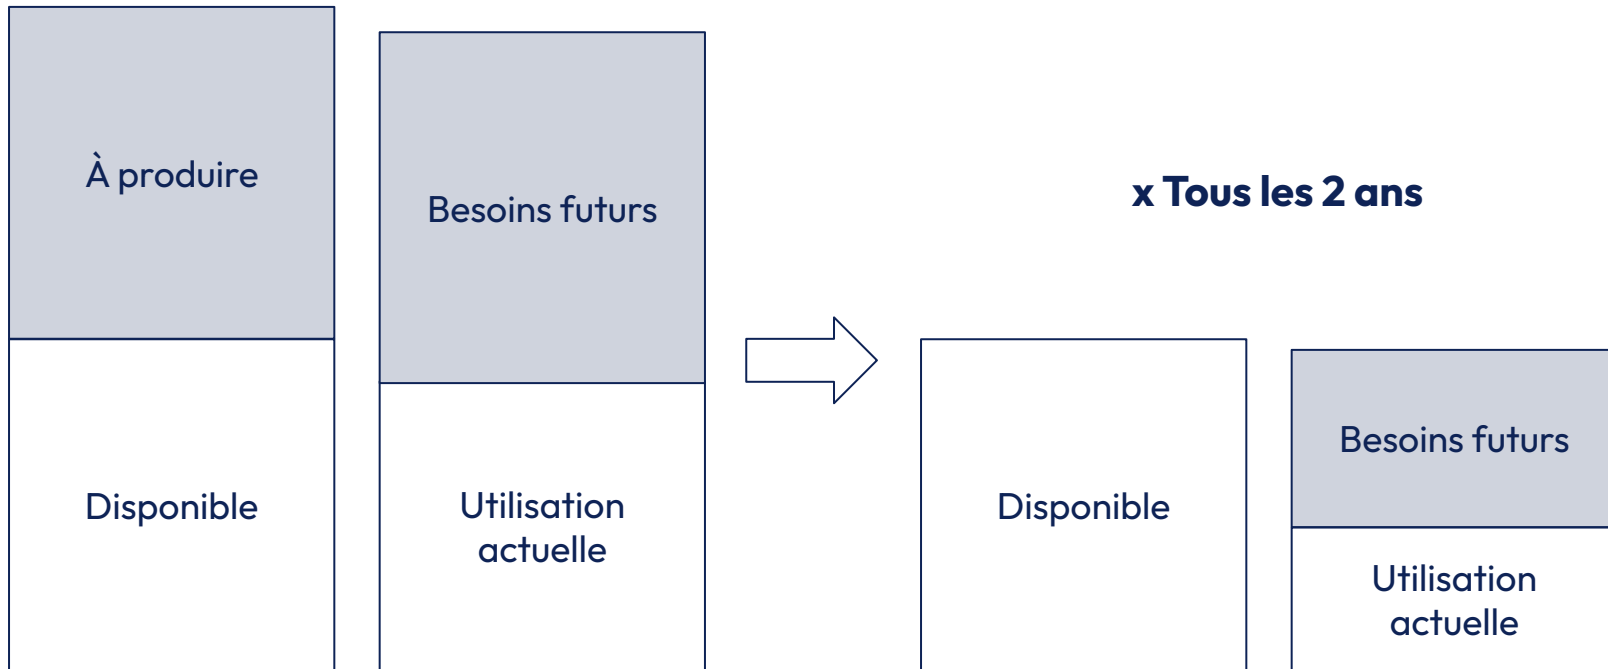 À produire
Besoins futurs
x Tous les 2 ans
Disponible
Utilisation
actuelle
Disponible
Besoins futurs
Utilisation
actuelle